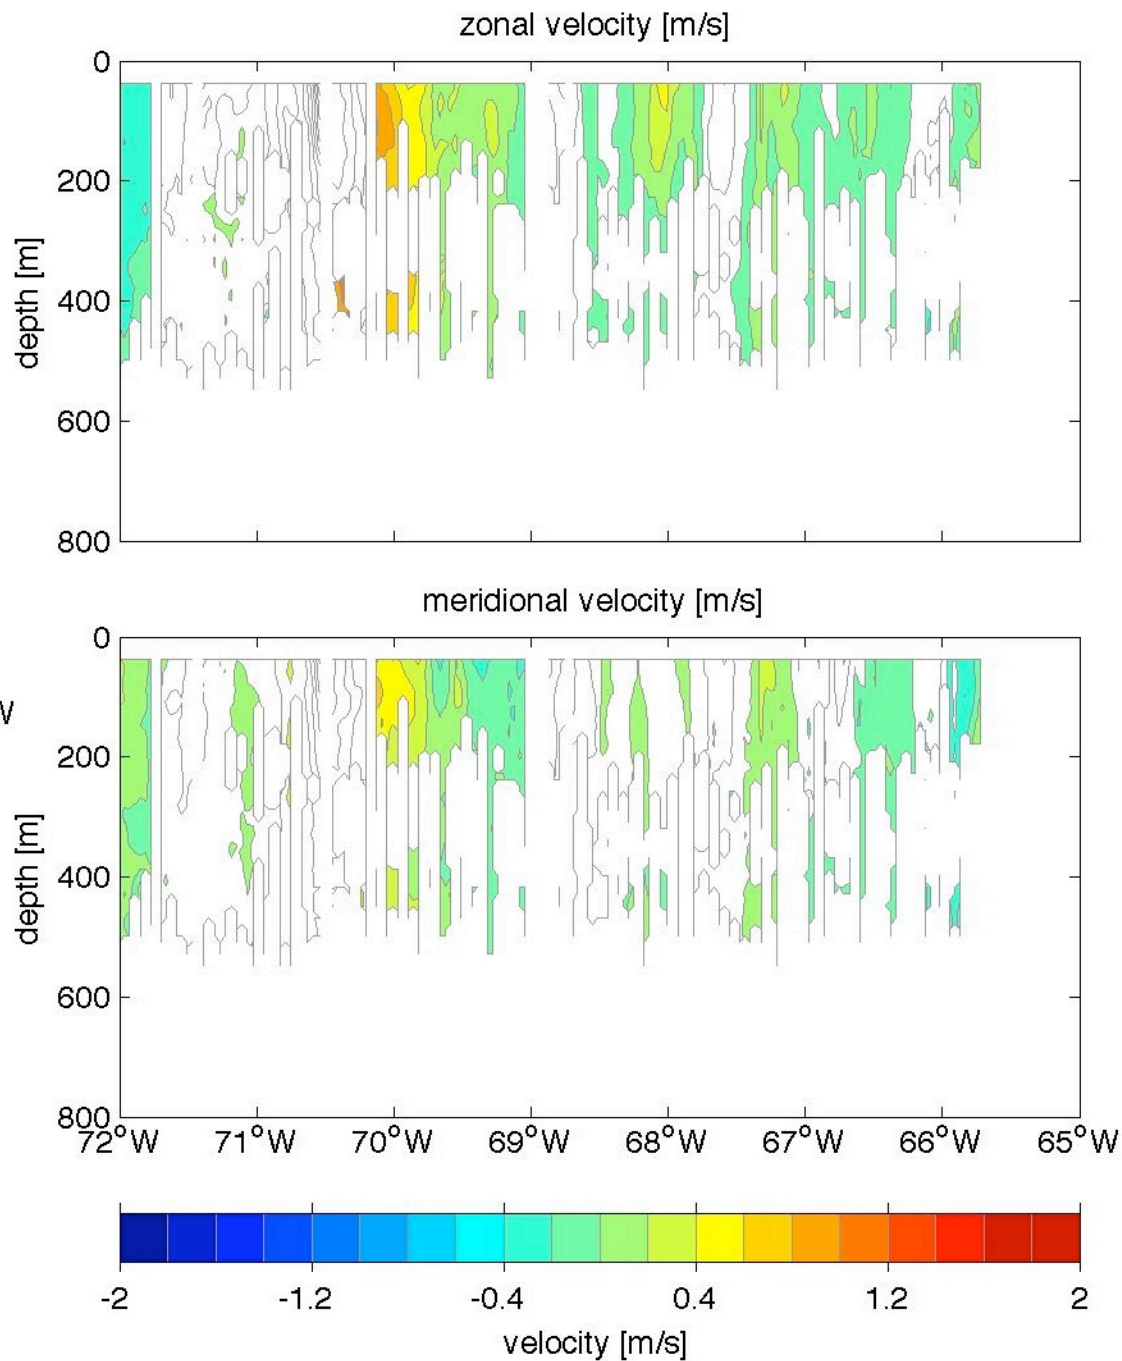 zonal velocity [m/s]
0
200
400
600
800
depth [m]
meridional velocity [m/s]
0
200
400
600
800
depth [m]
W
72°W 71°W 70°W 69°W 68°W 67°W 66°W 65°W
-2 -1.2 -0.4 0.4 1.2 2
velocity [m/s]